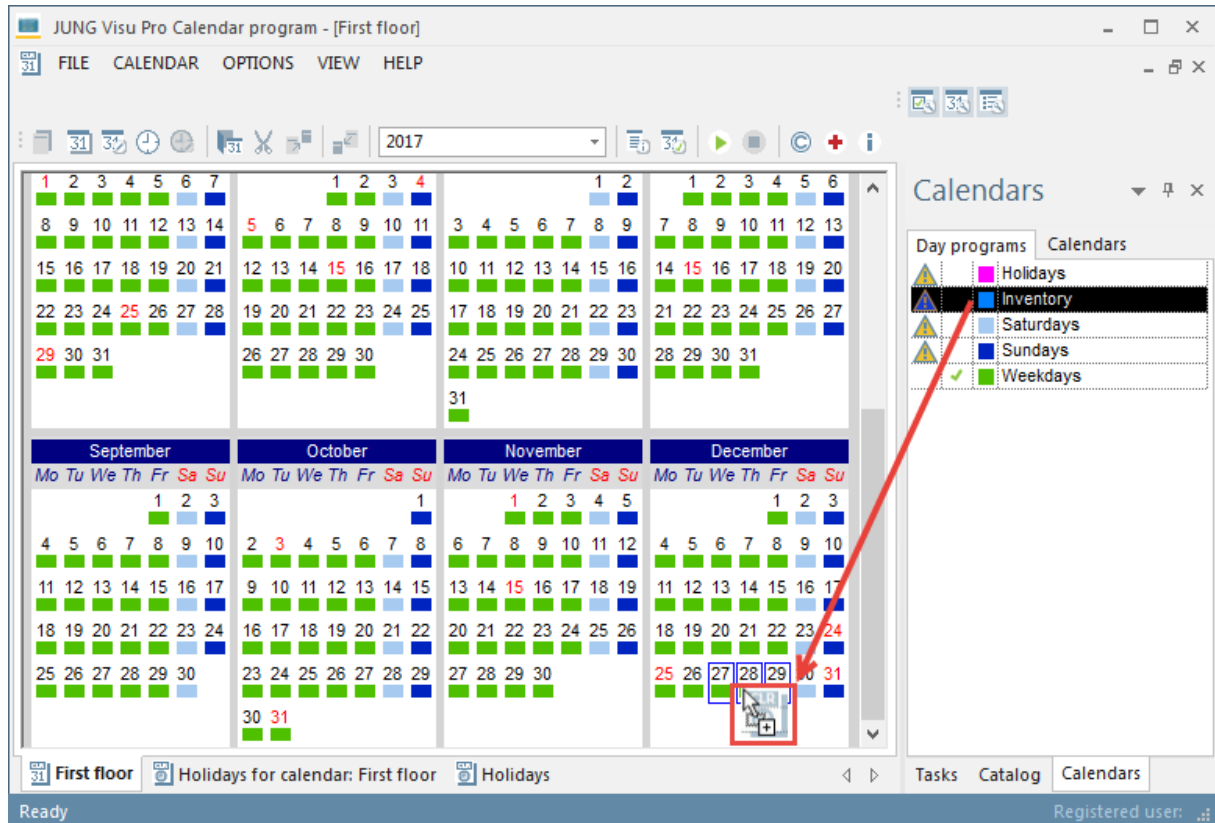 JUNG Visu Pro Calendar program - [First floor]
FILE CALENDAR OPTIONS VIEW HELP
2017
1 2 3 4 5 6 7 1 2 3 4 1 2 1 2 3 4 5 6
8 9 10 11 12 13 14 5 6 7 8 9 10 11 3 4 5 6 7 8 9 7 8 9 10 11 12 13
15 16 17 18 19 20 21 12 13 14 15 16 17 18 10 11 12 13 14 15 16 14 15 16 17 18 19 20
22 23 24 25 26 27 28 19 20 21 22 23 24 25 17 18 19 20 21 22 23 21 22 23 24 25 26 27
29 30 31 26 27 28 29 30 24 25 26 27 28 29 30 28 29 30 31
31
September October November December
Mo Tu We Th Fr Sa Su Mo Tu We Th Fr Sa Su Mo Tu We Th Fr Sa Su Mo Tu We Th Fr Sa Su
1 2 3 1 1 2 3 4 5 1 2 3
4 5 6 7 8 9 10 2 3 4 5 6 7 8 6 7 8 9 10 11 12 4 5 6 7 8 9 10
11 12 13 14 15 16 17 9 10 11 12 13 14 15 13 14 15 16 17 18 19 11 12 13 14 15 16 17
18 19 20 21 22 23 24 16 17 18 19 20 21 22 20 21 22 23 24 25 26 18 19 20 21 22 23 24
25 26 27 28 29 30 23 24 25 26 27 28 29 27 28 29 30 25 26 27 28 29 30 31
30 31
First floor Holidays for calendar: First floor Holidays
Calendars
Day programs Calendars
Holidays
Inventory
Saturdays
Sundays
Weekdays
Tasks Catalog Calendars
Ready Registered user: